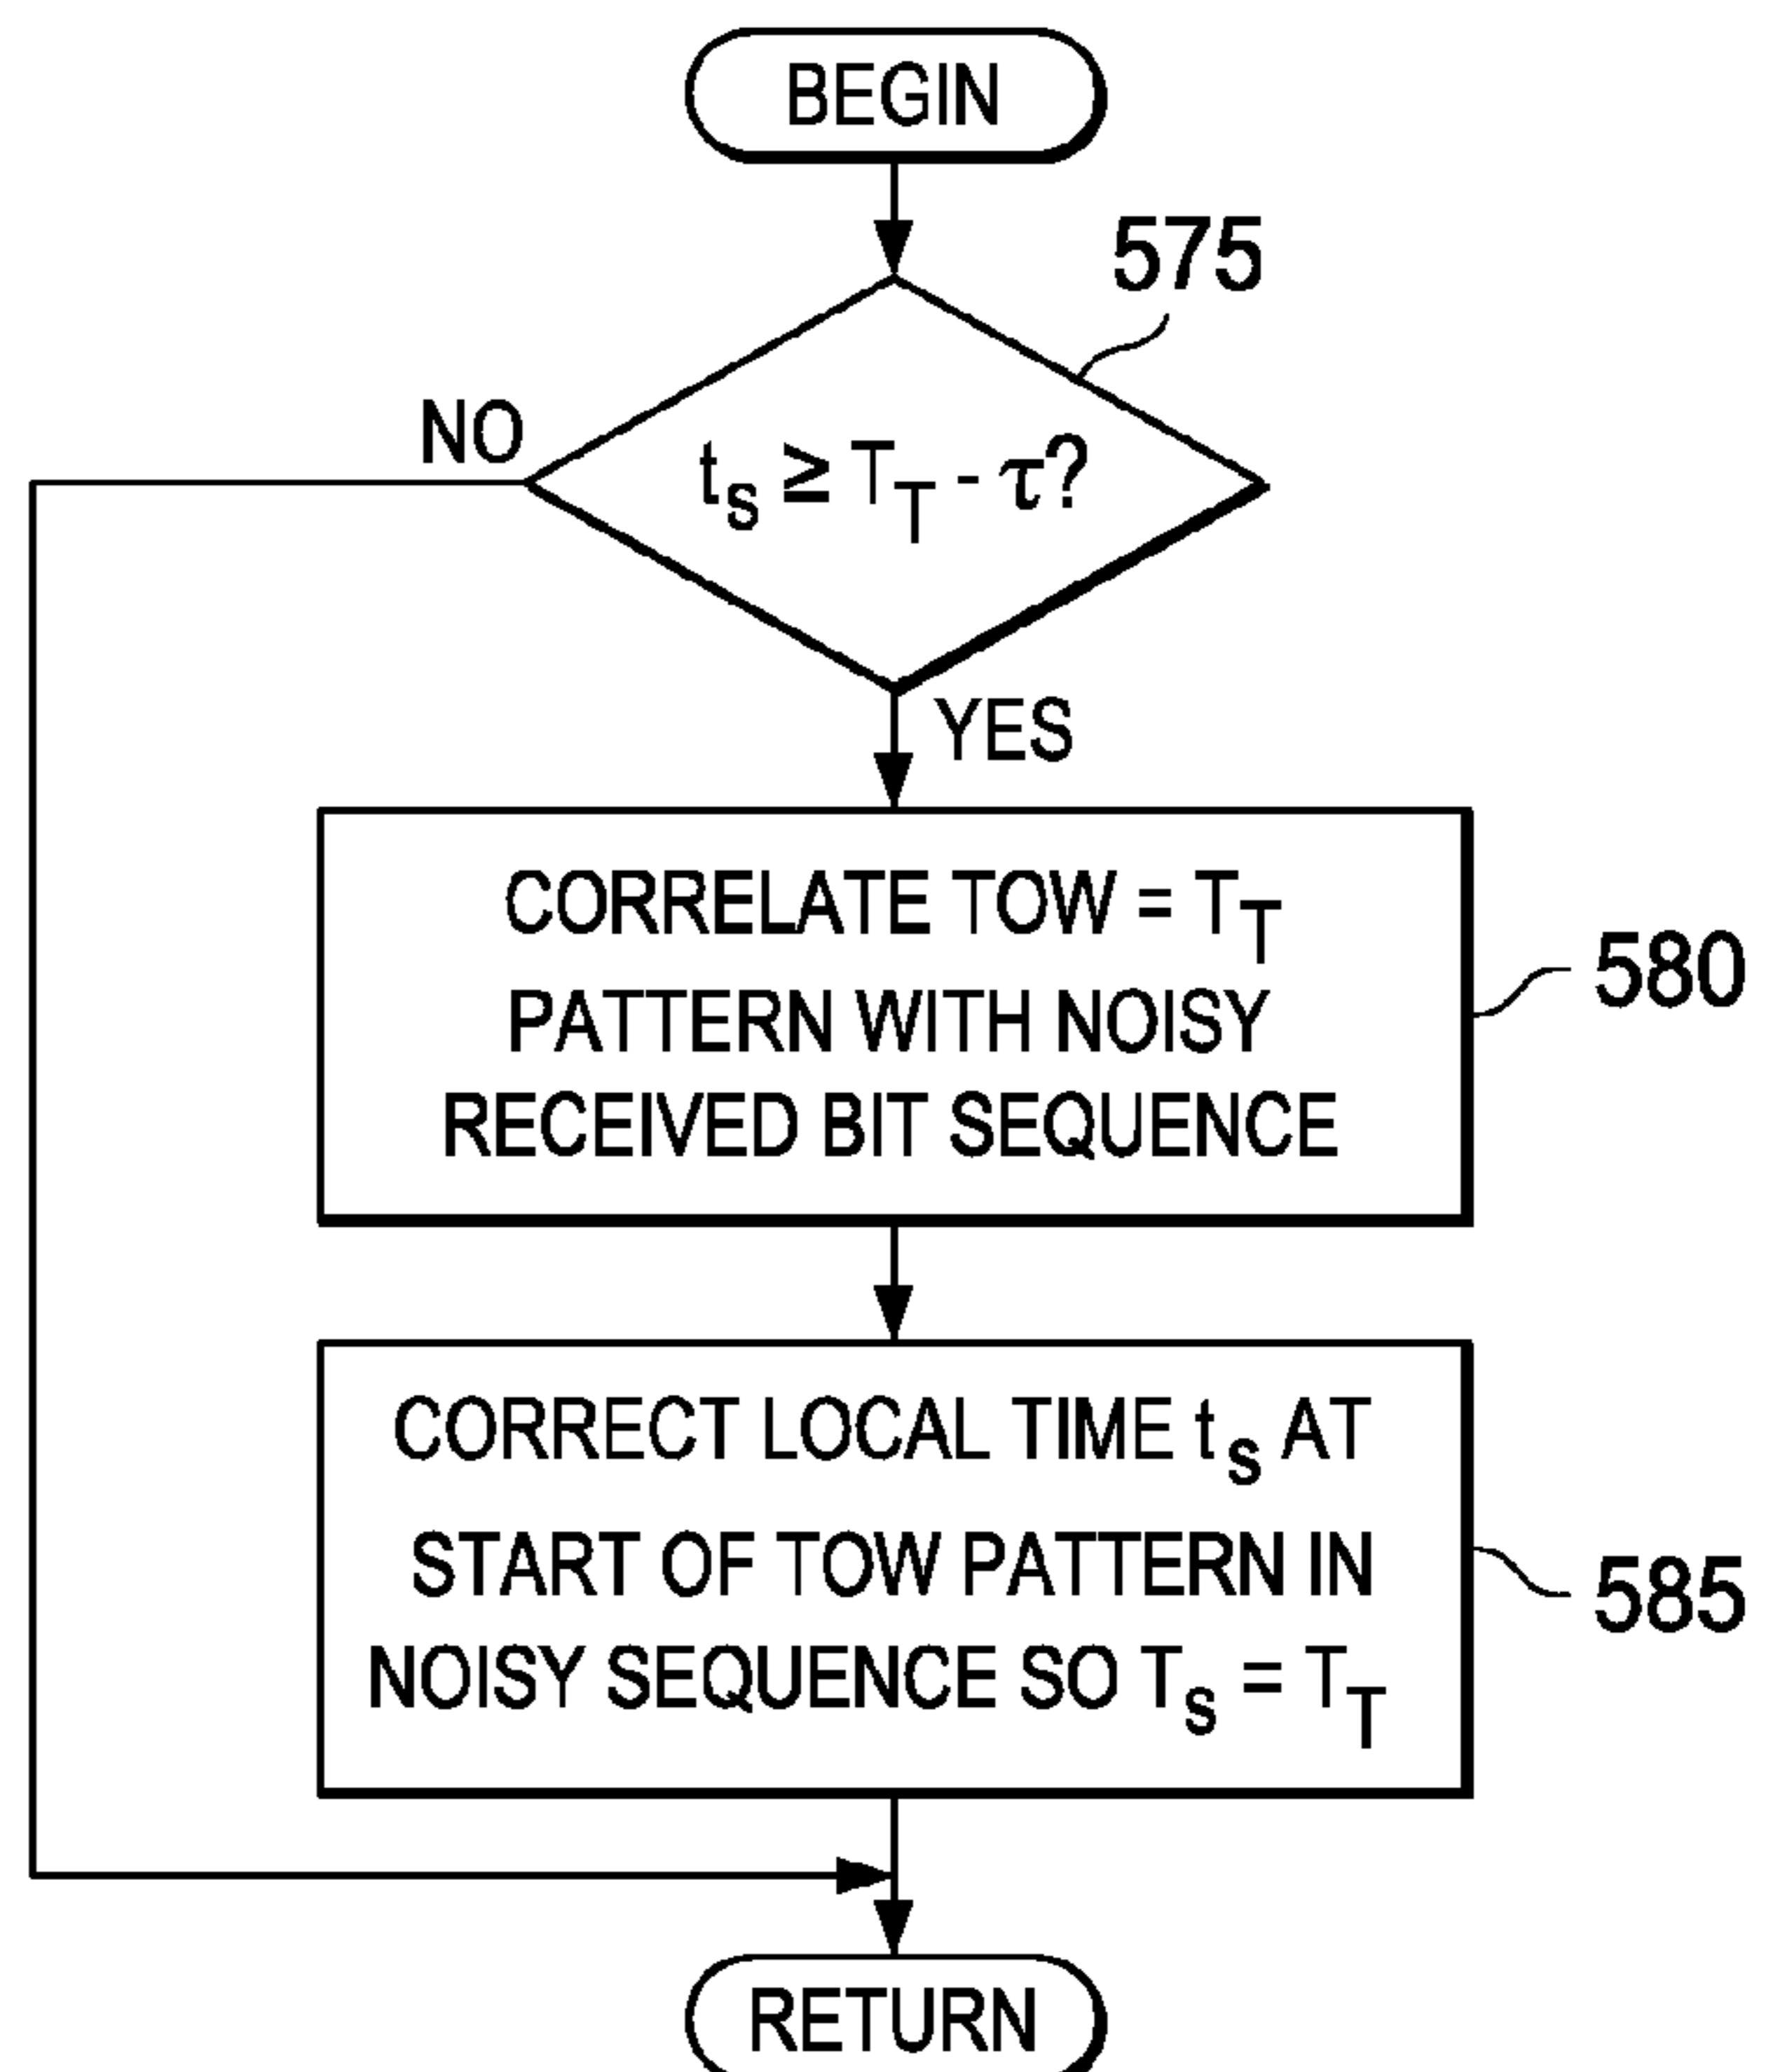 BEGIN
575
NO
t_s ≥ T_T - τ?
YES
CORRELATE TOW = T_T
PATTERN WITH NOISY
RECEIVED BIT SEQUENCE
580
CORRECT LOCAL TIME t_s AT
START OF TOW PATTERN IN
NOISY SEQUENCE SO T_s = T_T
585
RETURN